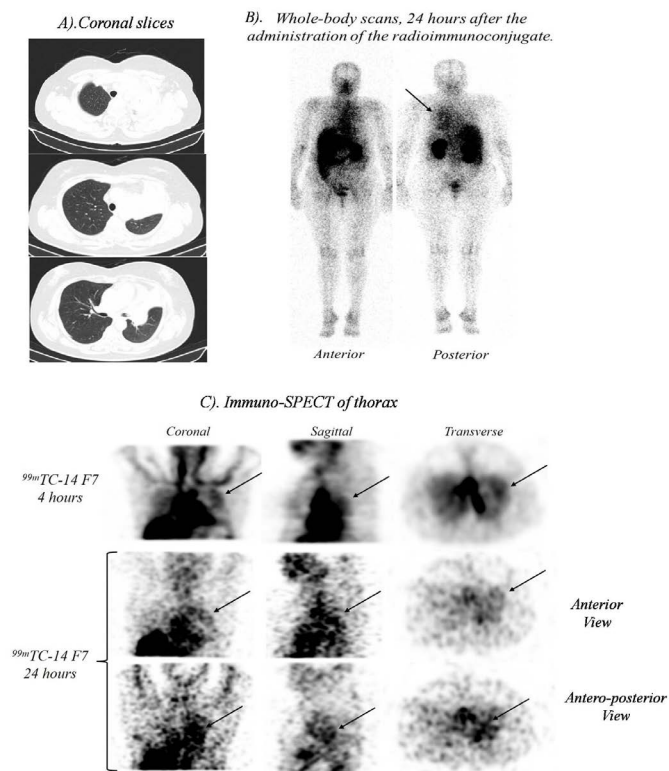 A).Coronal slices
B). Whole-body scans, 24 hours after the
administration of the radioimmunoconjugate.
Anterior
Posterior
C). Immuno-SPECT of thorax
Coronal
Sagittal
Transverse
99mTC-14 F7
4 hours
99mTC-14 F7
24 hours
Anterior
View
Antero-posterior
View